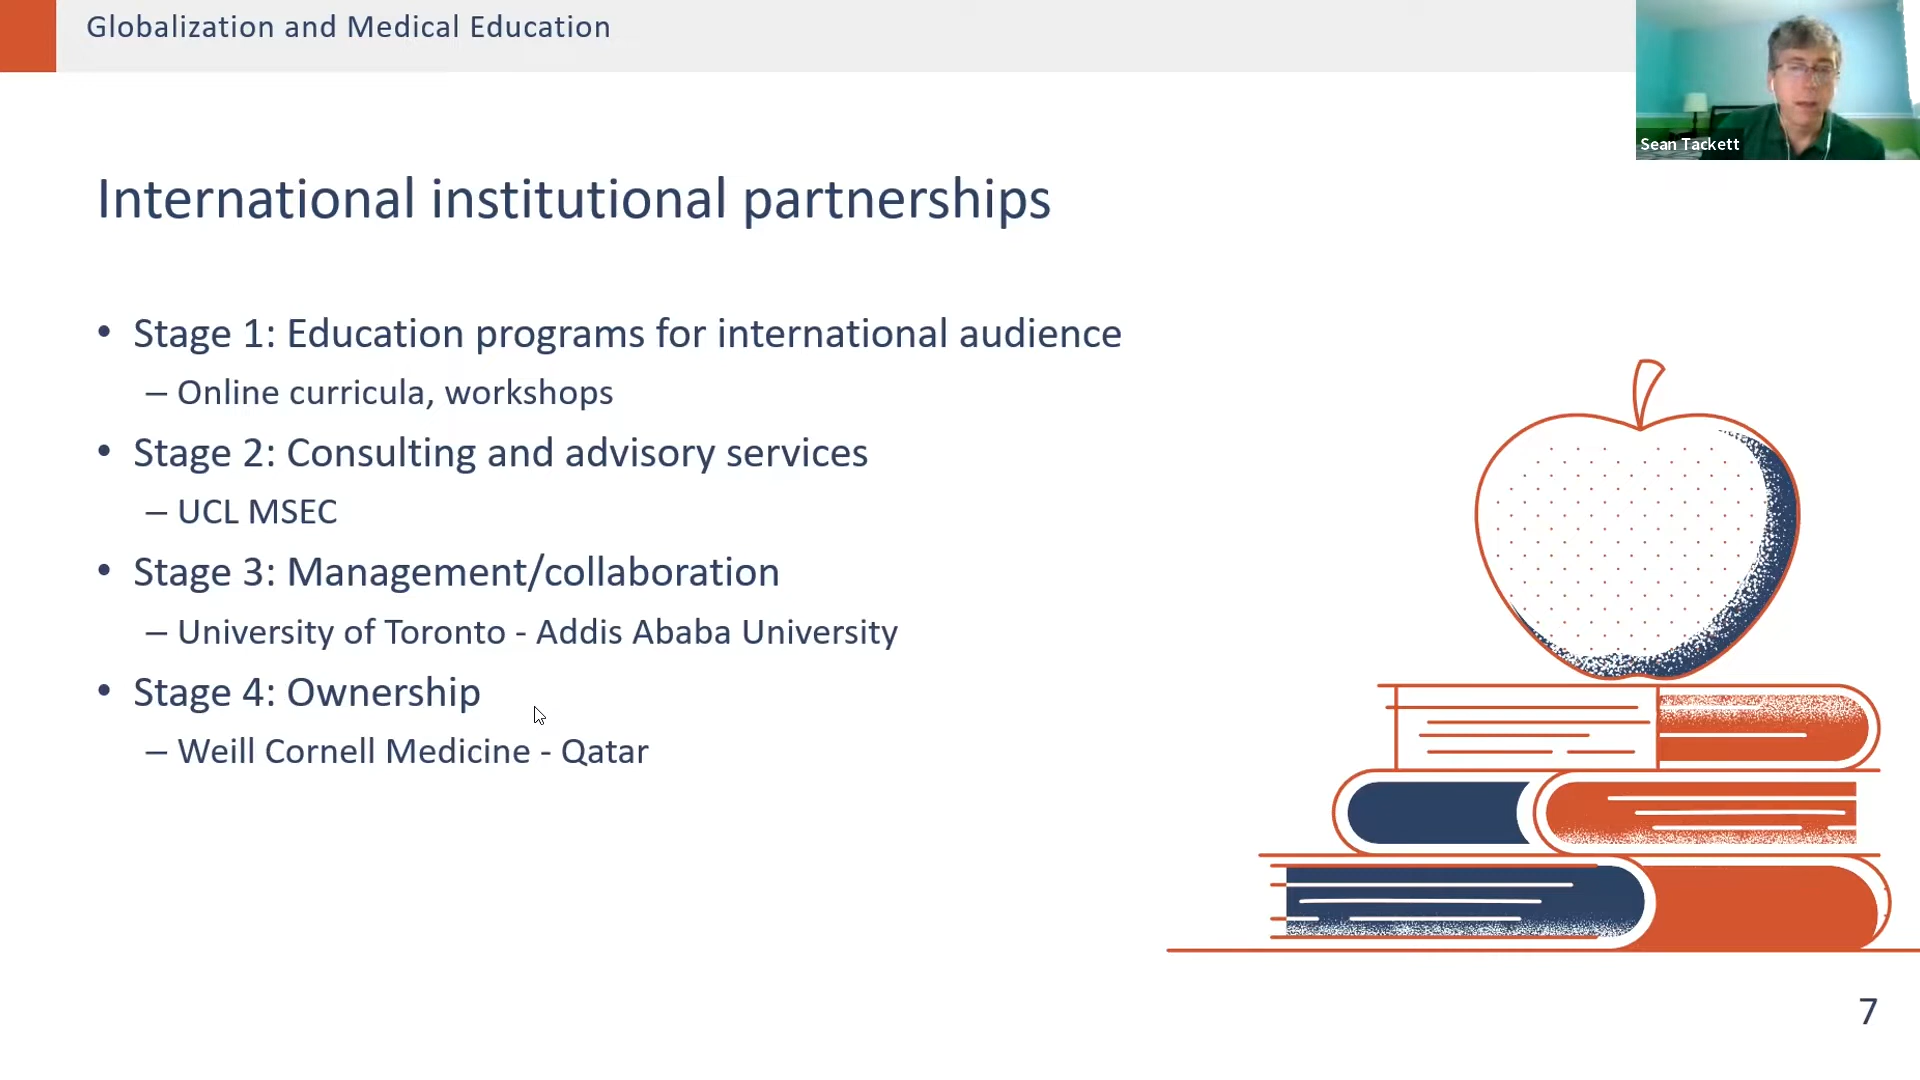 Globalization and Medical Education
Sean Tackett
International institutional partnerships
• Stage 1: Education programs for international audience
– Online curricula, workshops
• Stage 2: Consulting and advisory services
– UCL MSEC
• Stage 3: Management/collaboration
– University of Toronto - Addis Ababa University
• Stage 4: Ownership
– Weill Cornell Medicine - Qatar
7